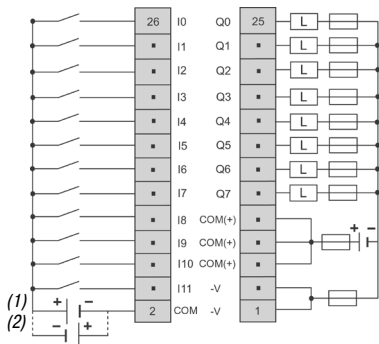 26 I0 Q0 25 L
I1 Q1 L
I2 Q2 L
I3 Q3 L
I4 Q4 L
I5 Q5 L
I6 Q6 L
I7 Q7 L
I8 COM(+) + −
I9 COM(+)
I10 COM(+)
I11 -V
(1) + − 2 COM -V 1
(2) − +